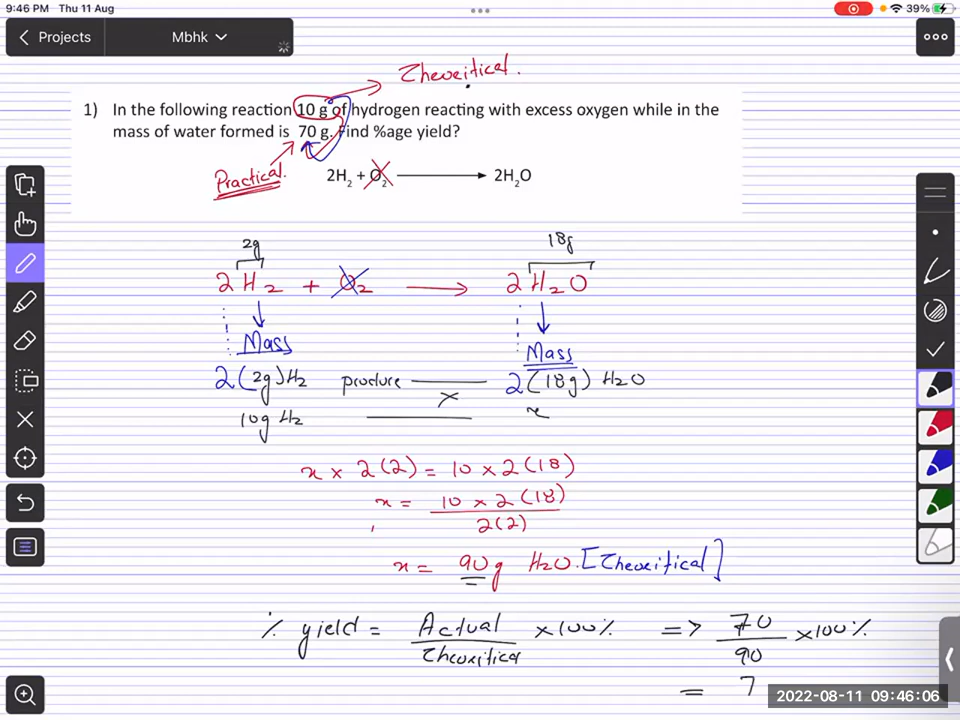 9:46 PM Thu 11 Aug
39%
Projects
Mbhk
Theoritical.
1) In the following reaction 10 g of hydrogen reacting with excess oxygen while in the
mass of water formed is 70 g. Find %age yield?
Practical.
2H2 + O2 2H2O
2g
18g
2H2 + O2 → 2H2O
Mass
Mass
2(2g)H2 produce 2(18g) H2O
10g H2 x
x × 2(2) = 10 × 2(18)
x = 10 × 2(18)
2(2)
x = 90g H2O. [Theoritical]
% yield = Actual ×100% => 70 ×100%
Theoritical 90
= 7
2022-08-11 09:46:06